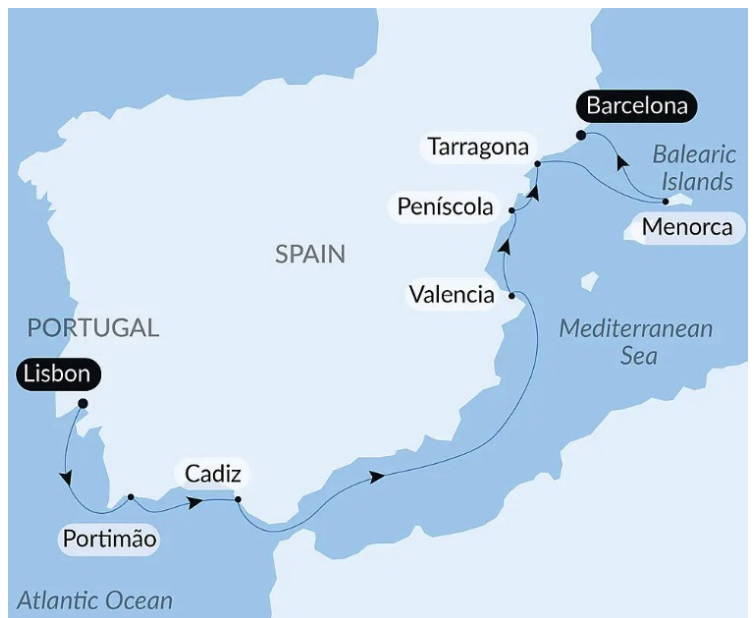 Barcelona
Tarragona
Balearic
Islands
Peníscola
Menorca
SPAIN
Valencia
PORTUGAL
Mediterranean
Sea
Lisbon
Cadiz
Portimão
Atlantic Ocean